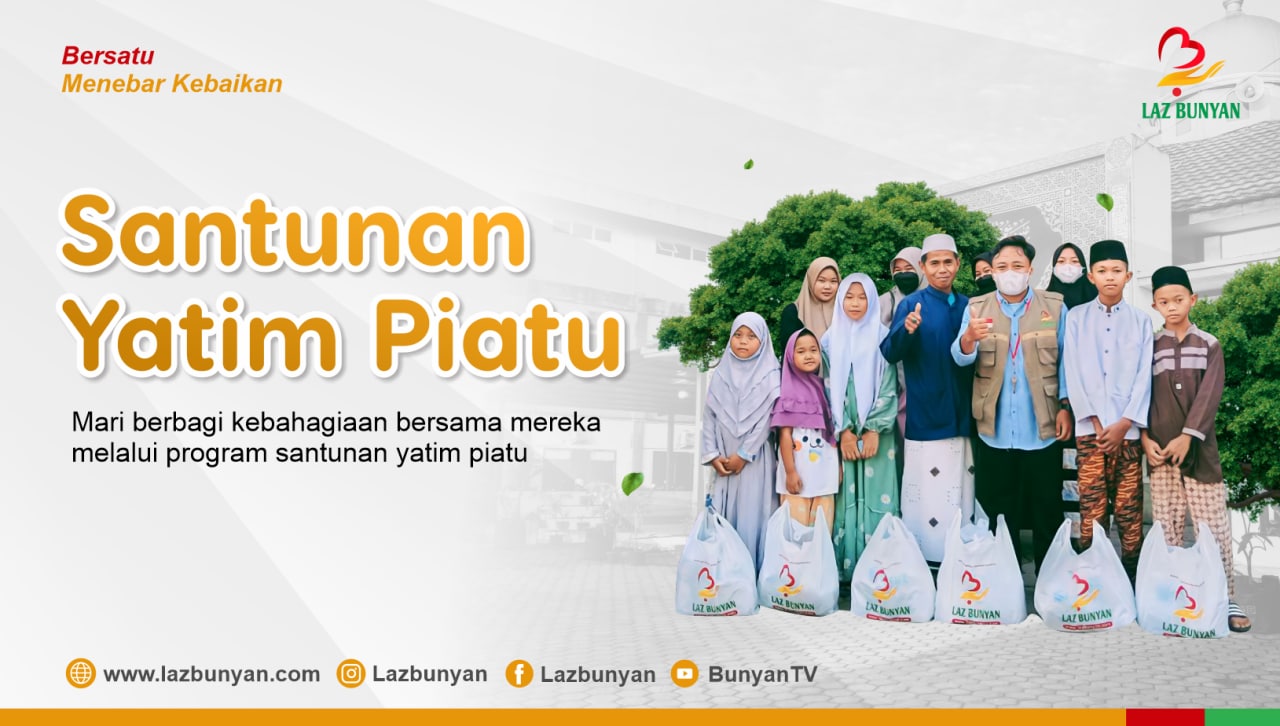 Bersatu
Menebar Kebaikan
LAZ BUNYAN
Santunan
Yatim Piatu
Mari berbagi kebahagiaan bersama mereka
melalui program santunan yatim piatu
LAZ BUNYAN
LAZ BUNYAN
LAZ BUNYAN
LAZ BUNYAN
LAZ BUNYAN
LAZ BUNYAN
www.lazbunyan.com
Lazbunyan
Lazbunyan
BunyanTV